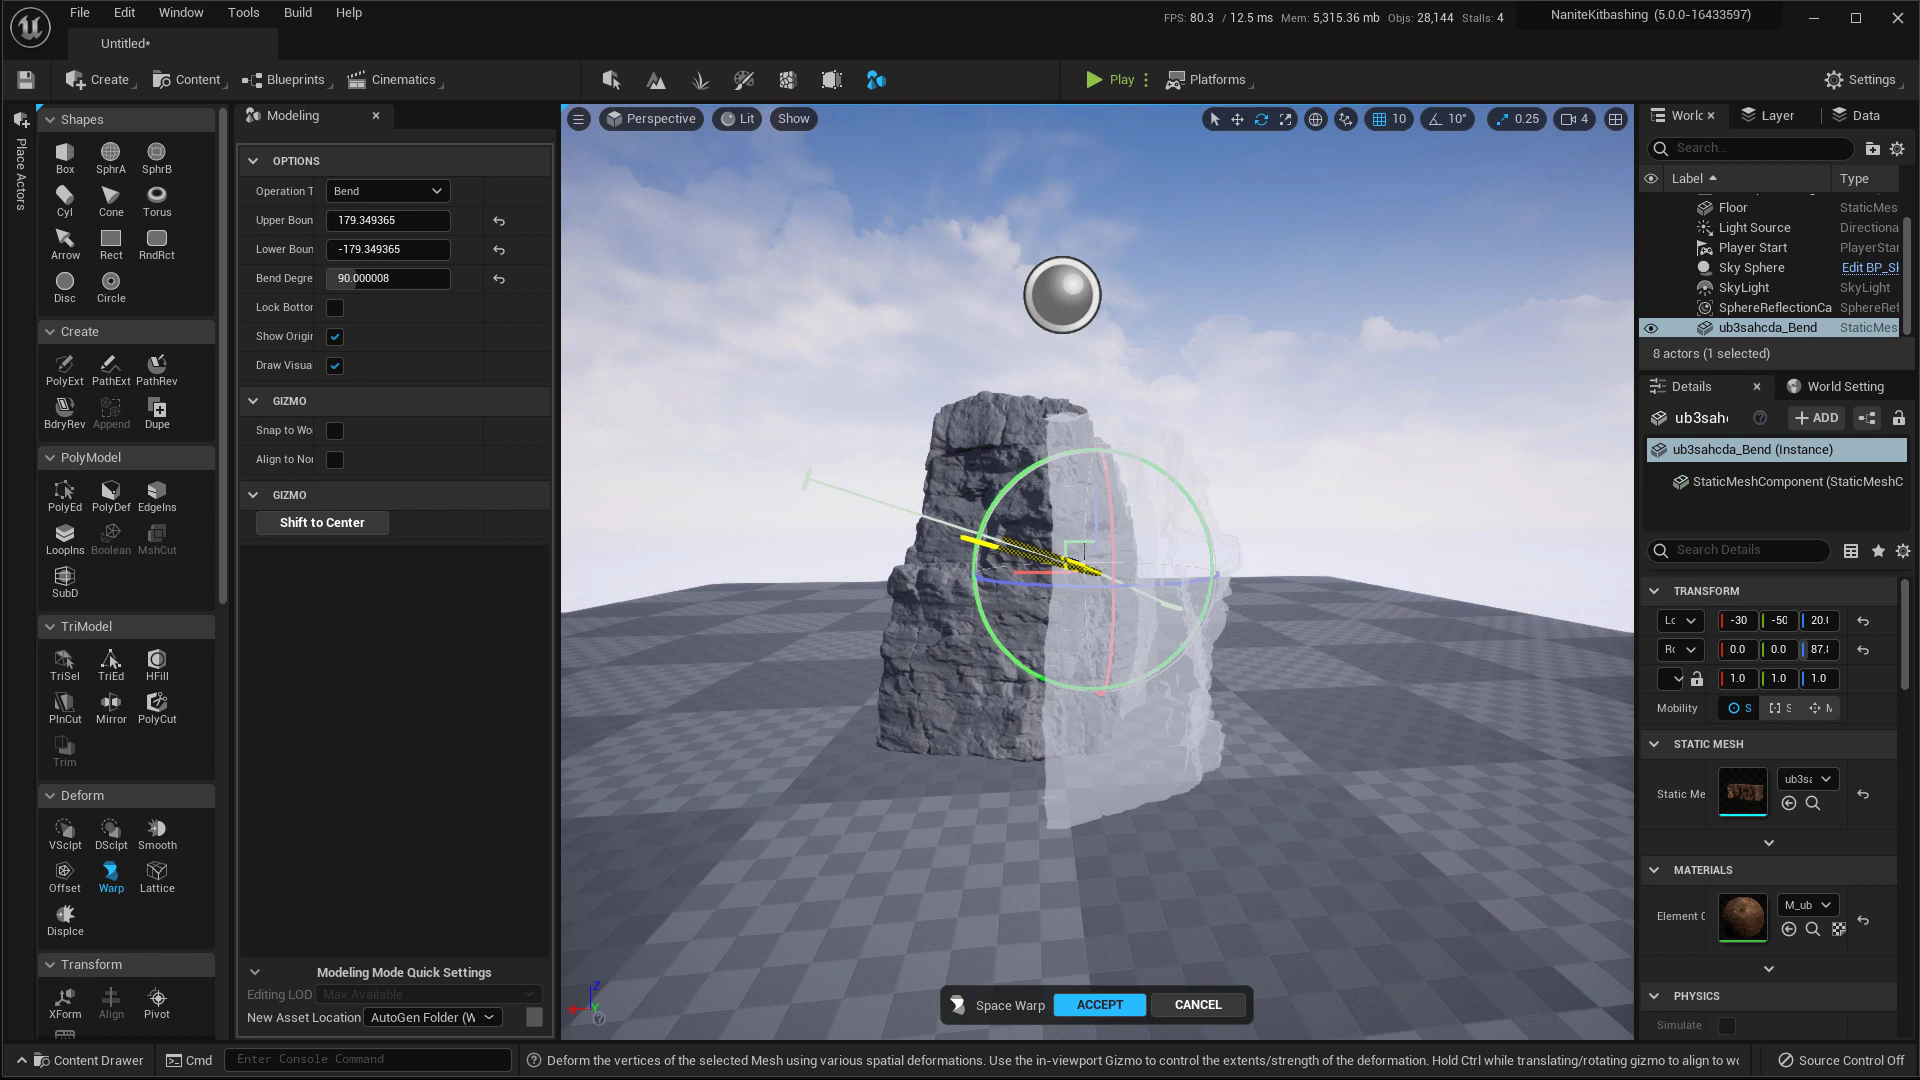 File Edit Window Tools Build Help
FPS: 80.3 / 12.5 ms Mem: 5,315.36 mb Objs: 28,144 Stalls: 4
NaniteKitbashing (5.0.0-16433597)
Untitled*
Create Content Blueprints Cinematics Play Platforms Settings
Place Actors
Shapes
Box SphrA SphrB
Cyl Cone Torus
Arrow Rect RndRct
Disc Circle
Create
PolyExt PathExt PathRev
BdryRev Append Dupe
PolyModel
PolyEd PolyDef EdgeIns
LoopIns Boolean MshCut
SubD
TriModel
TriSel TriEd HFill
PlnCut Mirror PolyCut
Trim
Deform
VSclpt DSclpt Smooth
Offset Warp Lattice
Displce
Transform
XForm Align Pivot
Modeling
OPTIONS
Operation T Bend
Upper Boun 179.349365
Lower Boun -179.349365
Bend Degre 90.000008
Lock Bottor
Show Origi
Draw Visua
GIZMO
Snap to Wo
Align to Nor
GIZMO
Shift to Center
Modeling Mode Quick Settings
Editing LOD Max Available
New Asset Location AutoGen Folder (W
Perspective Lit Show
10 10° 0.25 4
Z
Y
Space Warp ACCEPT CANCEL
Worlc Layer Data
Search...
Label Type
Floor StaticMes
Light Source Directiona
Player Start PlayerStar
Sky Sphere Edit BP_Sk
SkyLight SkyLight
SphereReflectionCa SphereRef
ub3sahcda_Bend StaticMes
8 actors (1 selected)
Details World Setting
ub3sah ADD
ub3sahcda_Bend (Instance)
StaticMeshComponent (StaticMeshC
Search Details
TRANSFORM
Lc -30 -50 20.
Rc 0.0 0.0 87.
1.0 1.0 1.0
Mobility S S M
STATIC MESH
Static Me ub3sa
MATERIALS
Element M_ub
PHYSICS
Simulate
Content Drawer Cmd Enter Console Command
Deform the vertices of the selected Mesh using various spatial deformations. Use the in-viewport Gizmo to control the extents/strength of the deformation. Hold Ctrl while translating/rotating gizmo to align to wo
Source Control Off